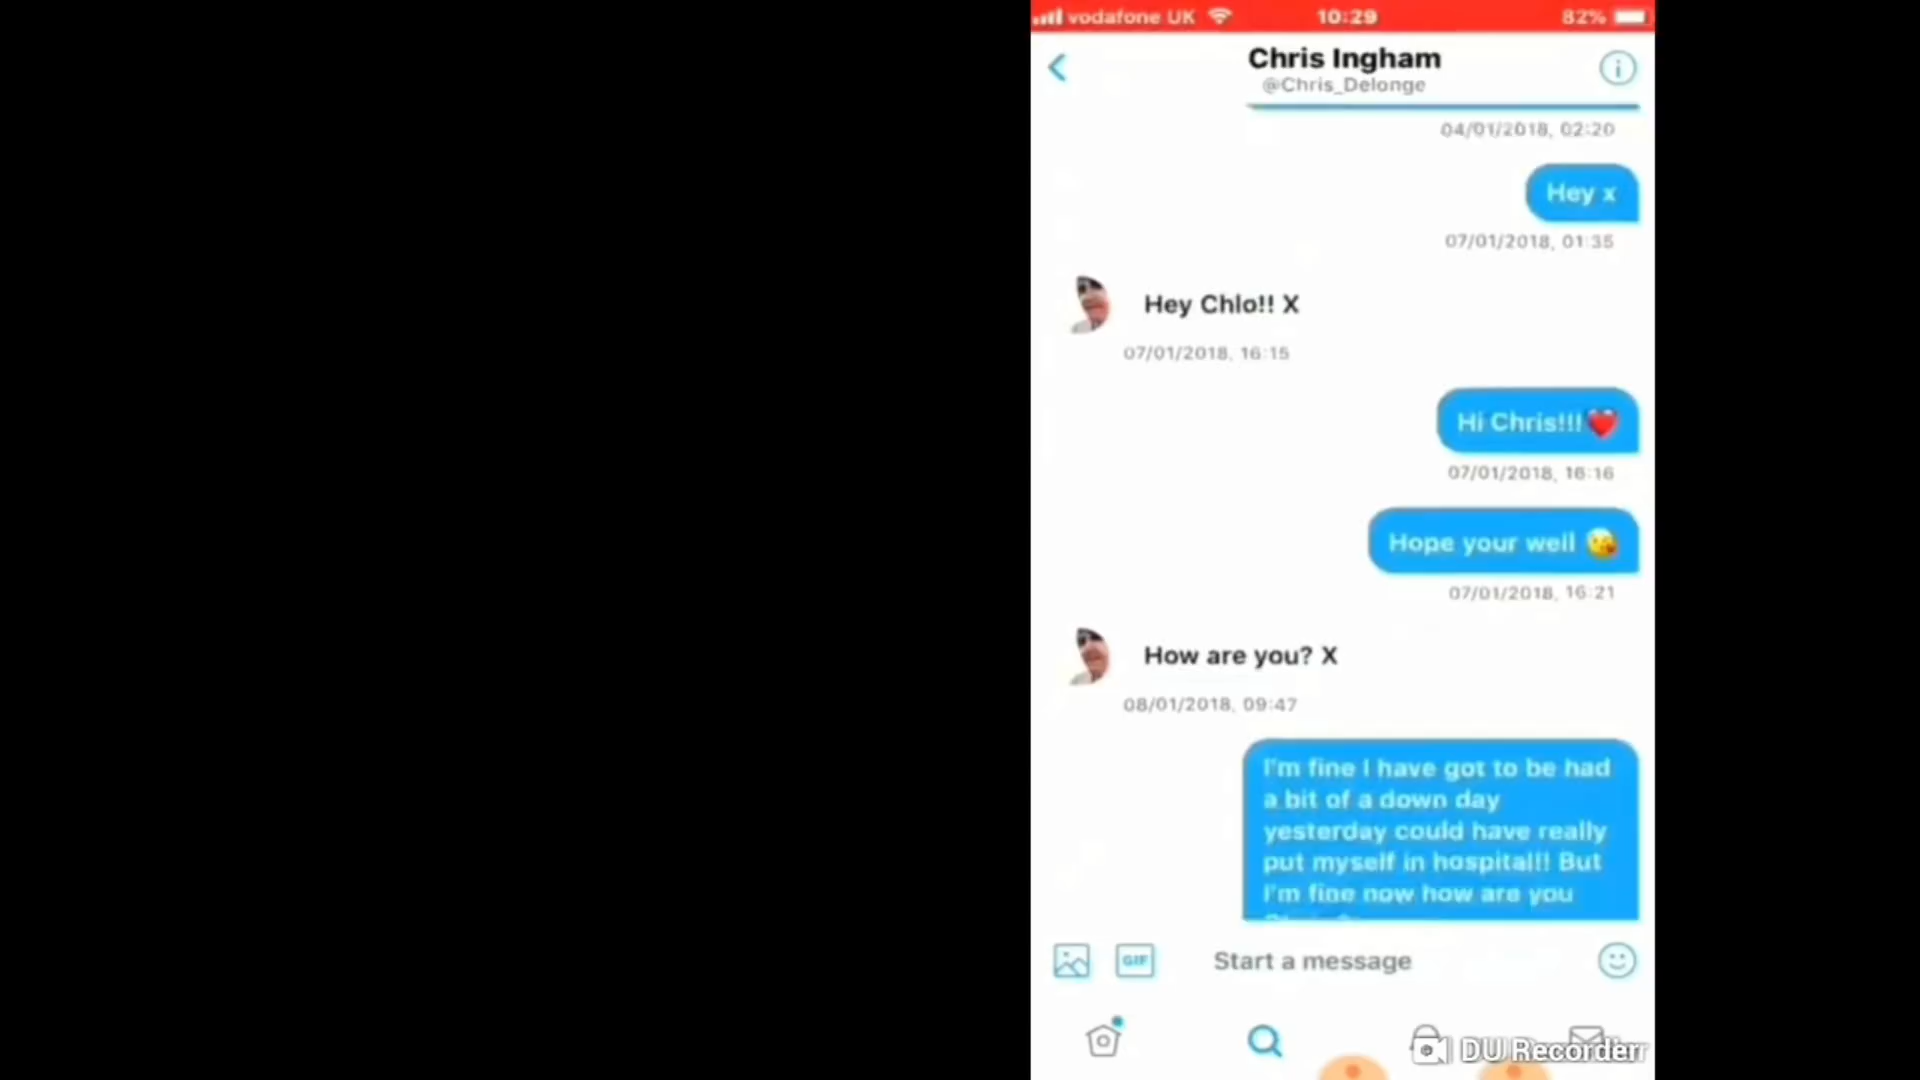 vodafone UK 10:29 82%
Chris Ingham
@Chris_Delonge
04/01/2018, 02:20
Hey x
07/01/2018, 01:35
Hey Chlo!! X
07/01/2018, 16:15
Hi Chris!!!❤️
07/01/2018, 16:16
Hope your well 😘
07/01/2018, 16:21
How are you? X
08/01/2018, 09:47
I'm fine I have got to be had
a bit of a down day
yesterday could have really
put myself in hospital!! But
I'm fine now how are you
GIF Start a message
DU Recorder